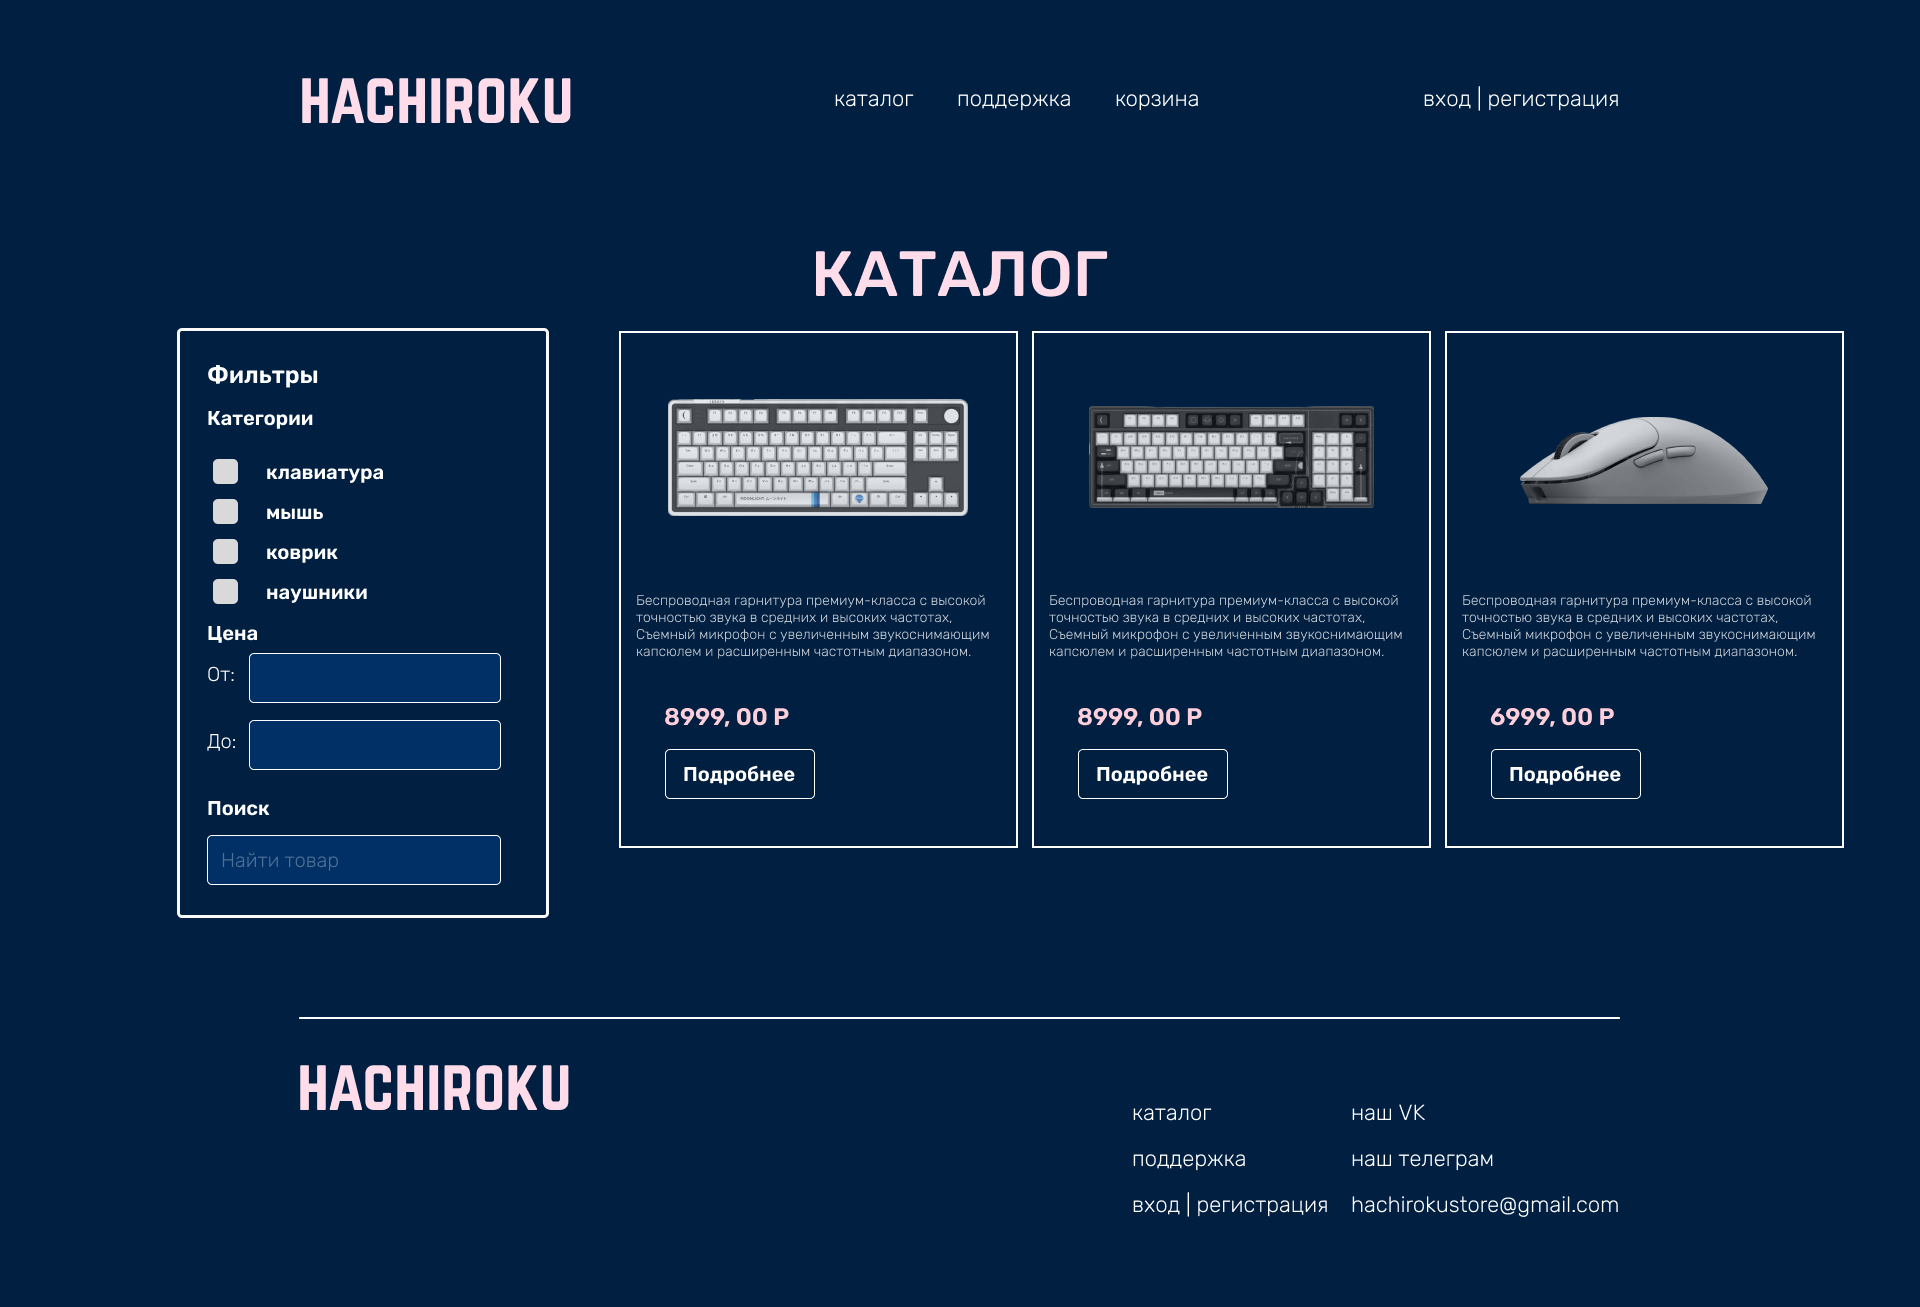 HACHIROKU
каталог поддержка корзина
вход | регистрация
КАТАЛОГ
Фильтры
Категории
клавиатура
мышь
коврик
наушники
Цена
От:
До:
Поиск
Найти товар
Беспроводная гарнитура премиум-класса с высокой
точностью звука в средних и высоких частотах,
Съемный микрофон с увеличенным звукоснимающим
капсюлем и расширенным частотным диапазоном.
8999, 00 Р
Подробнее
Беспроводная гарнитура премиум-класса с высокой
точностью звука в средних и высоких частотах,
Съемный микрофон с увеличенным звукоснимающим
капсюлем и расширенным частотным диапазоном.
8999, 00 Р
Подробнее
Беспроводная гарнитура премиум-класса с высокой
точностью звука в средних и высоких частотах,
Съемный микрофон с увеличенным звукоснимающим
капсюлем и расширенным частотным диапазоном.
6999, 00 Р
Подробнее
HACHIROKU
каталог
поддержка
вход | регистрация
наш VK
наш телеграм
hachirokustore@gmail.com